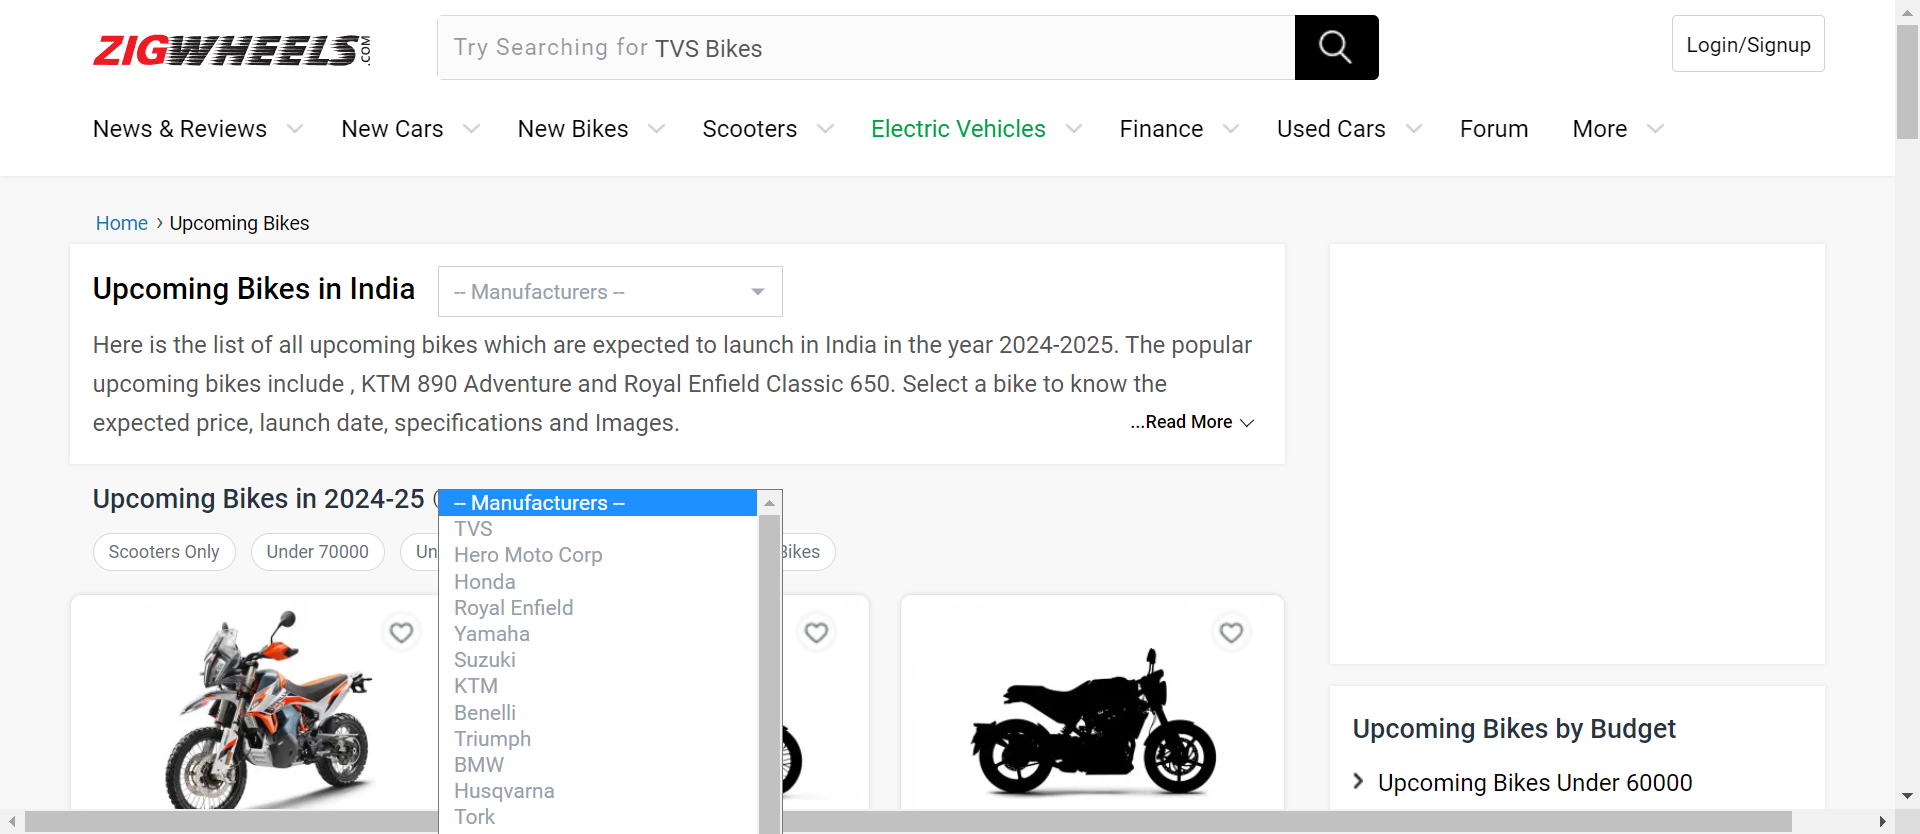 ZIGWHEELS.COM
Try Searching for TVS Bikes
Login/Signup
News & Reviews New Cars New Bikes Scooters Electric Vehicles Finance Used Cars Forum More
Home › Upcoming Bikes
Upcoming Bikes in India
-- Manufacturers --
Here is the list of all upcoming bikes which are expected to launch in India in the year 2024-2025. The popular
upcoming bikes include , KTM 890 Adventure and Royal Enfield Classic 650. Select a bike to know the
expected price, launch date, specifications and Images.
...Read More
Upcoming Bikes in 2024-25
Scooters Only Under 70000 Bikes
-- Manufacturers --
TVS
Hero Moto Corp
Honda
Royal Enfield
Yamaha
Suzuki
KTM
Benelli
Triumph
BMW
Husqvarna
Tork
Upcoming Bikes by Budget
Upcoming Bikes Under 60000